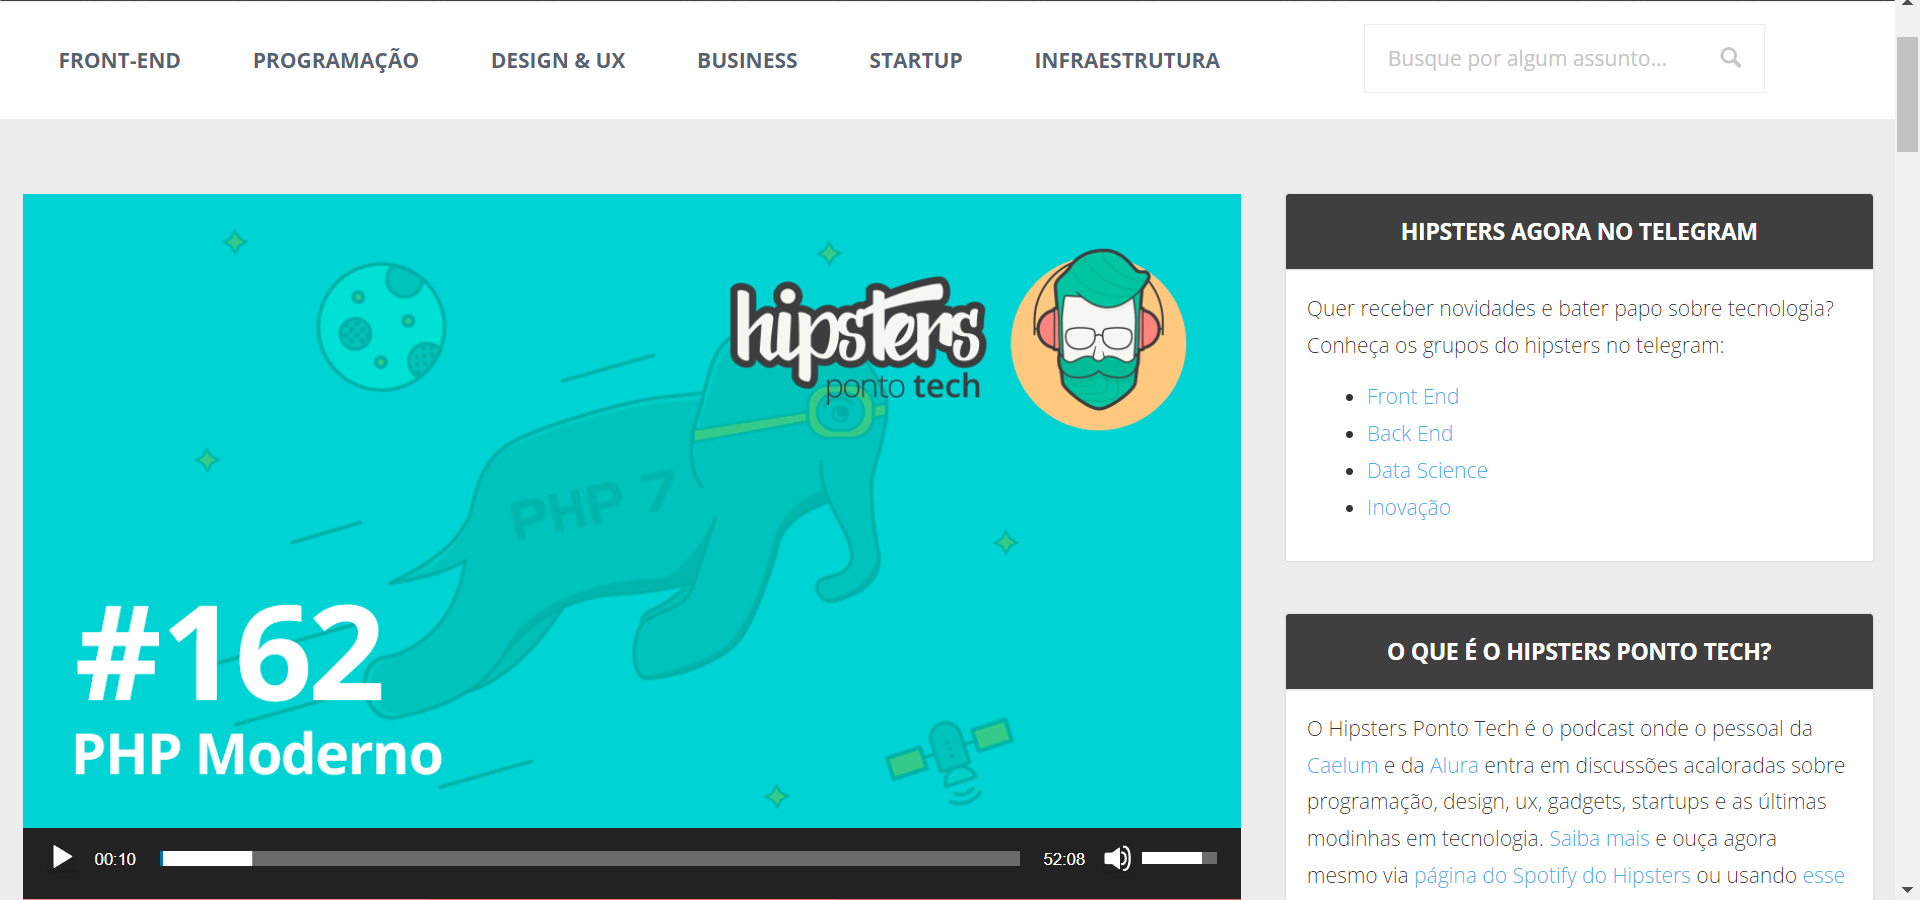 FRONT-END PROGRAMAÇÃO DESIGN & UX BUSINESS STARTUP INFRAESTRUTURA
Busque por algum assunto...
hipsters
ponto tech
PHP 7
#162
PHP Moderno
00:10 52:08
HIPSTERS AGORA NO TELEGRAM
Quer receber novidades e bater papo sobre tecnologia?
Conheça os grupos do hipsters no telegram:
Front End
Back End
Data Science
Inovação
O QUE É O HIPSTERS PONTO TECH?
O Hipsters Ponto Tech é o podcast onde o pessoal da
Caelum e da Alura entra em discussões acaloradas sobre
programação, design, ux, gadgets, startups e as últimas
modinhas em tecnologia. Saiba mais e ouça agora
mesmo via página do Spotify do Hipsters ou usando esse